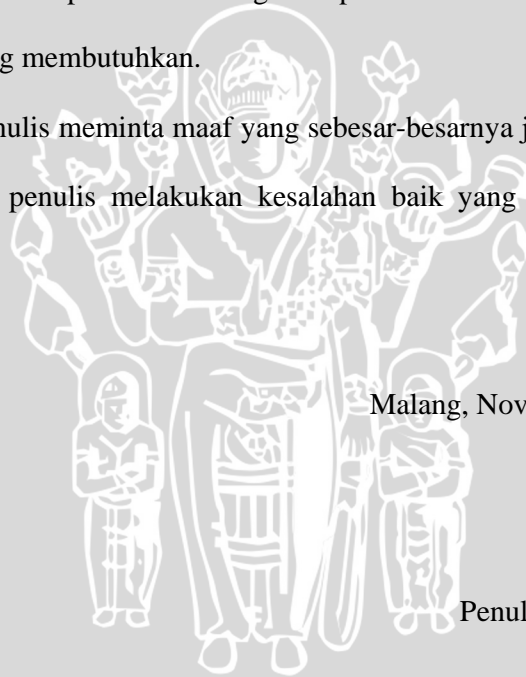 g membutuhkan.
nulis meminta maaf yang sebesar-besarnya j
penulis melakukan kesalahan baik yang
Malang, Nov
Penul